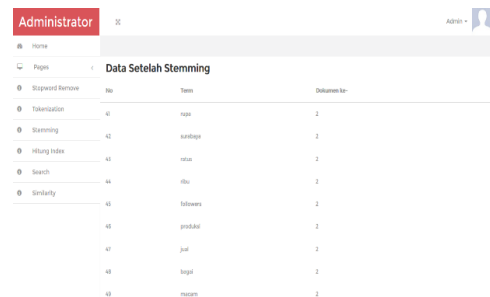 Administrator
Admin
Home
Pages
Stopword Remove
Tokenization
Stemming
Hitung Index
Search
Similarity
Data Setelah Stemming
No Term Dokumen ke-
41 rupa 2
42 surabaya 2
43 ratus 2
44 ribu 2
45 followers 2
46 produksi 2
47 jual 2
48 bagai 2
49 macam 2